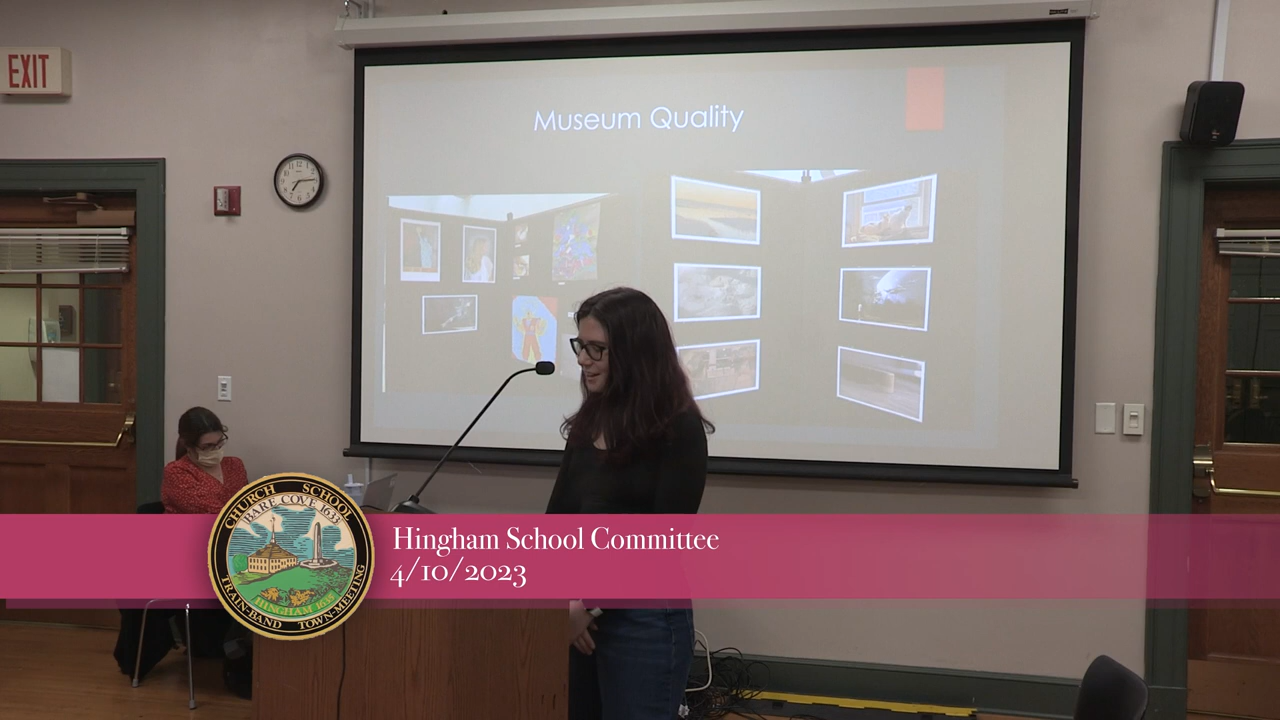 EXIT
Museum Quality
Hingham School Committee
4/10/2023
CHURCH SCHOOL
BARE COVE 1633
HINGHAM 1635
TRAIN-BAND TOWN-MEETING